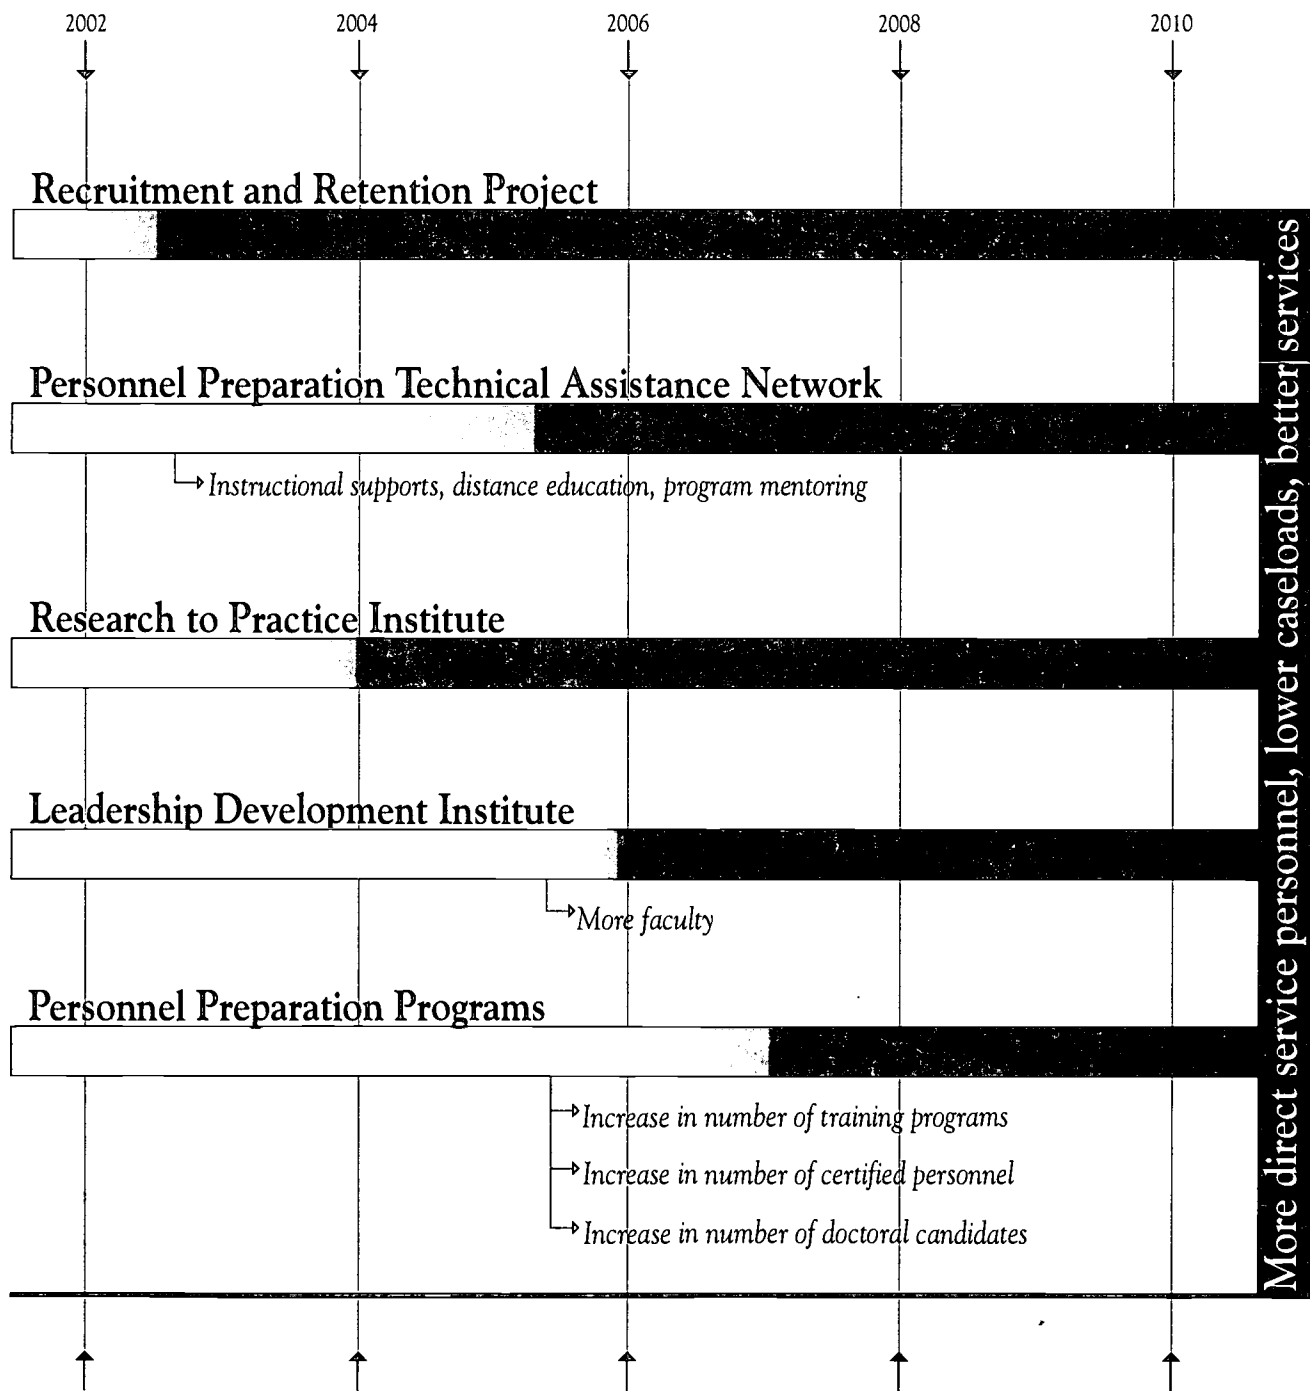 2002 2004 2006 2008 2010
Recruitment and Retention Project
Personnel Preparation Technical Assistance Network
Instructional supports, distance education, program mentoring
Research to Practice Institute
Leadership Development Institute
More faculty
Personnel Preparation Programs
Increase in number of training programs
Increase in number of certified personnel
Increase in number of doctoral candidates
More direct service personnel, lower caseloads, better services